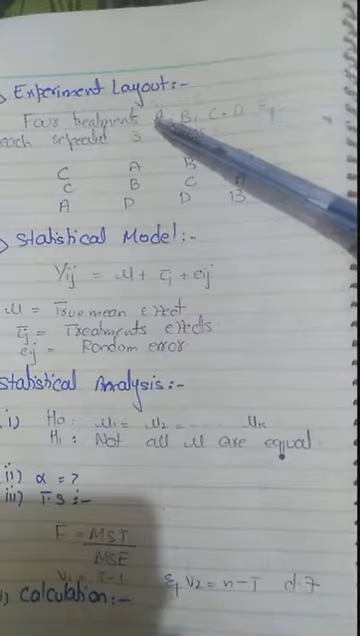 Experiment Layout:-
Four treatments A, B, C, D &
each repeated 3
C A B
C B C
A D D B
Statistical Model:-
Yij = μ + τj + eij
μ = True mean effect
τj = Treatments effects
eij = Random error
Statistical Analysis:-
i) H0: μ1 = μ2 = ------ μk
H1: Not all μ are equal
ii) α = ?
iii) T.S :-
F = MST
MSE
V1 = T-1 & V2 = n-T d.f
Calculation:-